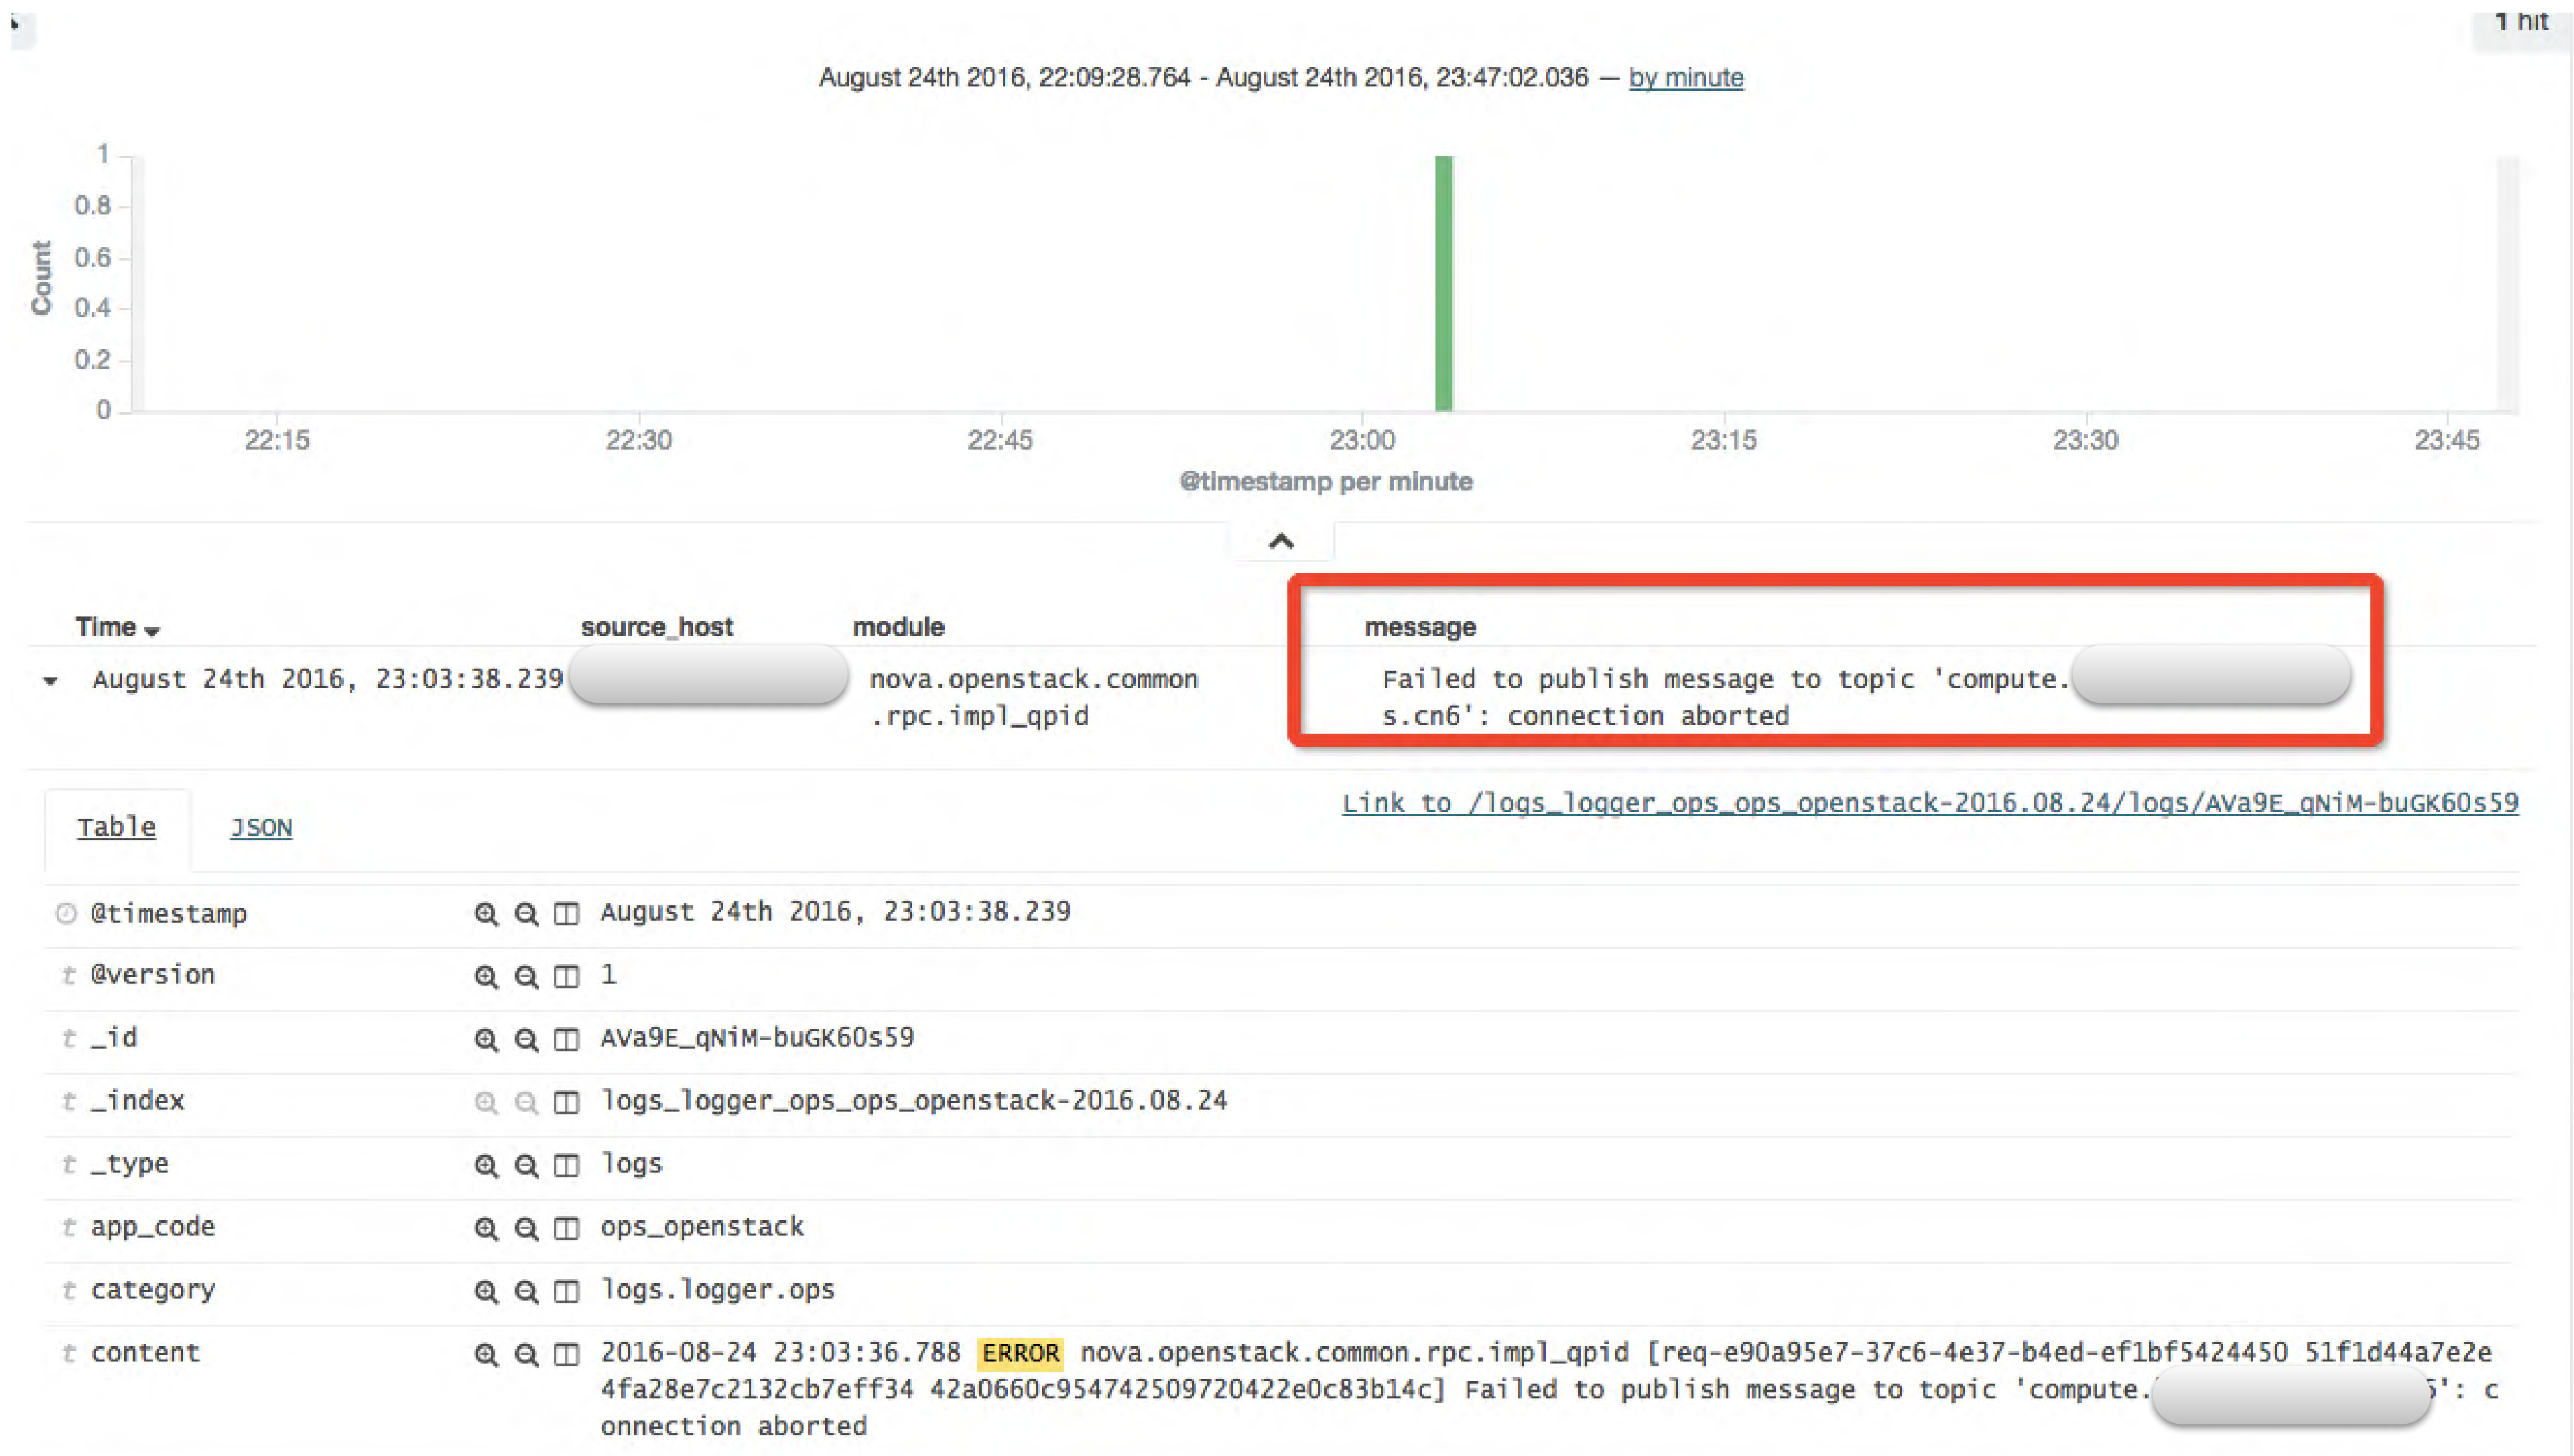 1 hit
August 24th 2016, 22:09:28.764 - August 24th 2016, 23:47:02.036 — by minute
1
0.8
0.6
0.4
0.2
0
Count
22:15 22:30 22:45 23:00 23:15 23:30 23:45
@timestamp per minute
Time source_host module message
August 24th 2016, 23:03:38.239 nova.openstack.common Failed to publish message to topic 'compute.
.rpc.impl_qpid s.cn6': connection aborted
Link to /logs_logger_ops_ops_openstack-2016.08.24/logs/AVa9E_qNiM-buGK60s59
Table JSON
@timestamp August 24th 2016, 23:03:38.239
t @version 1
t _id AVa9E_qNiM-buGK60s59
t _index logs_logger_ops_ops_openstack-2016.08.24
t _type logs
t app_code ops_openstack
t category logs.logger.ops
t content 2016-08-24 23:03:36.788 ERROR nova.openstack.common.rpc.impl_qpid [req-e90a95e7-37c6-4e37-b4ed-ef1bf5424450 51f1d44a7e2e
4fa28e7c2132cb7eff34 42a0660c954742509720422e0c83b14c] Failed to publish message to topic 'compute. ': c
onnection aborted